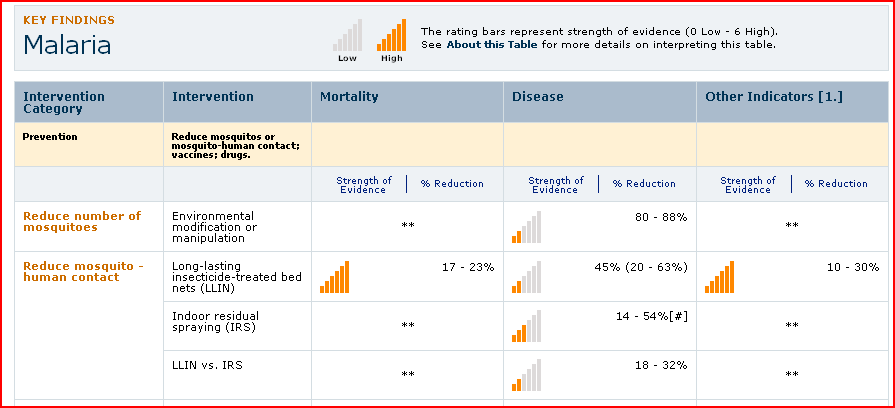 KEY FINDINGS
Malaria
Low
High
The rating bars represent strength of evidence (0 Low - 6 High).
See About this Table for more details on interpreting this table.
Intervention Category
Intervention
Mortality
Disease
Other Indicators [1.]
Prevention
Reduce mosquitos or
mosquito-human contact;
vaccines; drugs.
Strength of Evidence
% Reduction
Strength of Evidence
% Reduction
Strength of Evidence
% Reduction
Reduce number of
mosquitoes
Environmental
modification or
manipulation
**
80 - 88%
**
Reduce mosquito -
human contact
Long-lasting
insecticide-treated bed
nets (LLIN)
17 - 23%
45% (20 - 63%)
10 - 30%
Indoor residual
spraying (IRS)
**
14 - 54%[#]
**
LLIN vs. IRS
**
18 - 32%
**